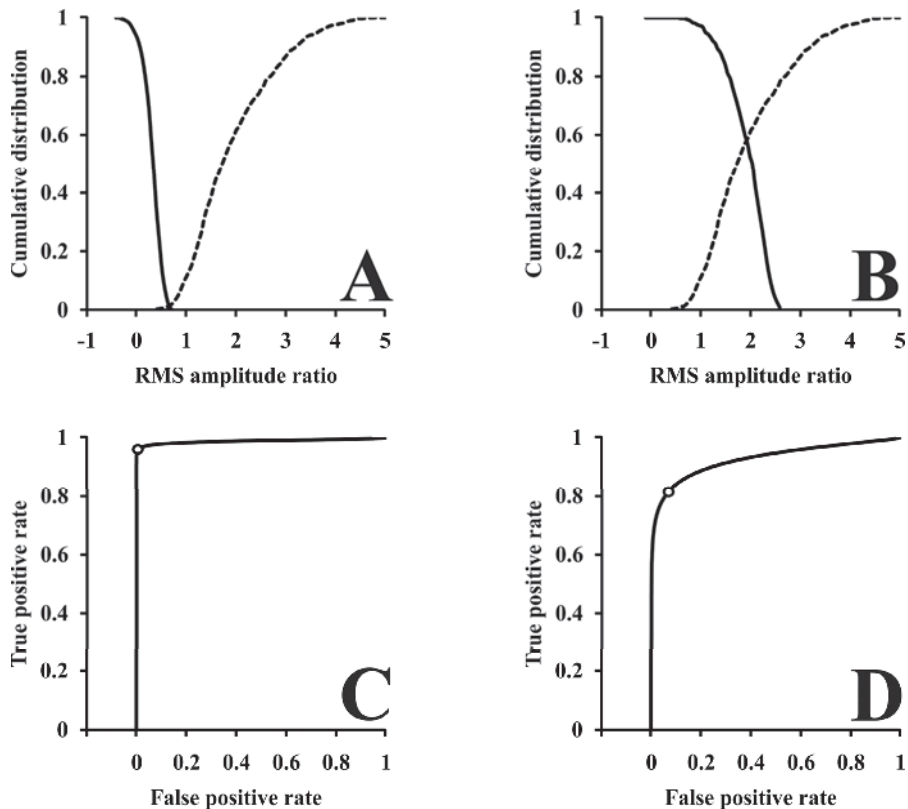 1
0.8
0.6
0.4
0.2
0
Cumulative distribution
-1 0 1 2 3 4 5
RMS amplitude ratio
A
1
0.8
0.6
0.4
0.2
0
Cumulative distribution
-1 0 1 2 3 4 5
RMS amplitude ratio
B
1
0.8
0.6
0.4
0.2
0
True positive rate
0 0.2 0.4 0.6 0.8 1
False positive rate
C
1
0.8
0.6
0.4
0.2
0
True positive rate
0 0.2 0.4 0.6 0.8 1
False positive rate
D